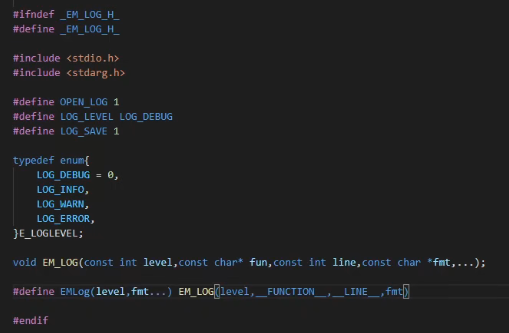 #ifndef _EM_LOG_H_
#define _EM_LOG_H_
#include <stdio.h>
#include <stdarg.h>
#define OPEN_LOG 1
#define LOG_LEVEL LOG_DEBUG
#define LOG_SAVE 1
typedef enum{
LOG_DEBUG = 0,
LOG_INFO,
LOG_WARN,
LOG_ERROR,
}E_LOGLEVEL;
void EM_LOG(const int level,const char* fun,const int line,const char *fmt,...);
#define EMLog(level,fmt...) EM_LOG(level,__FUNCTION__,__LINE__,fmt)
#endif